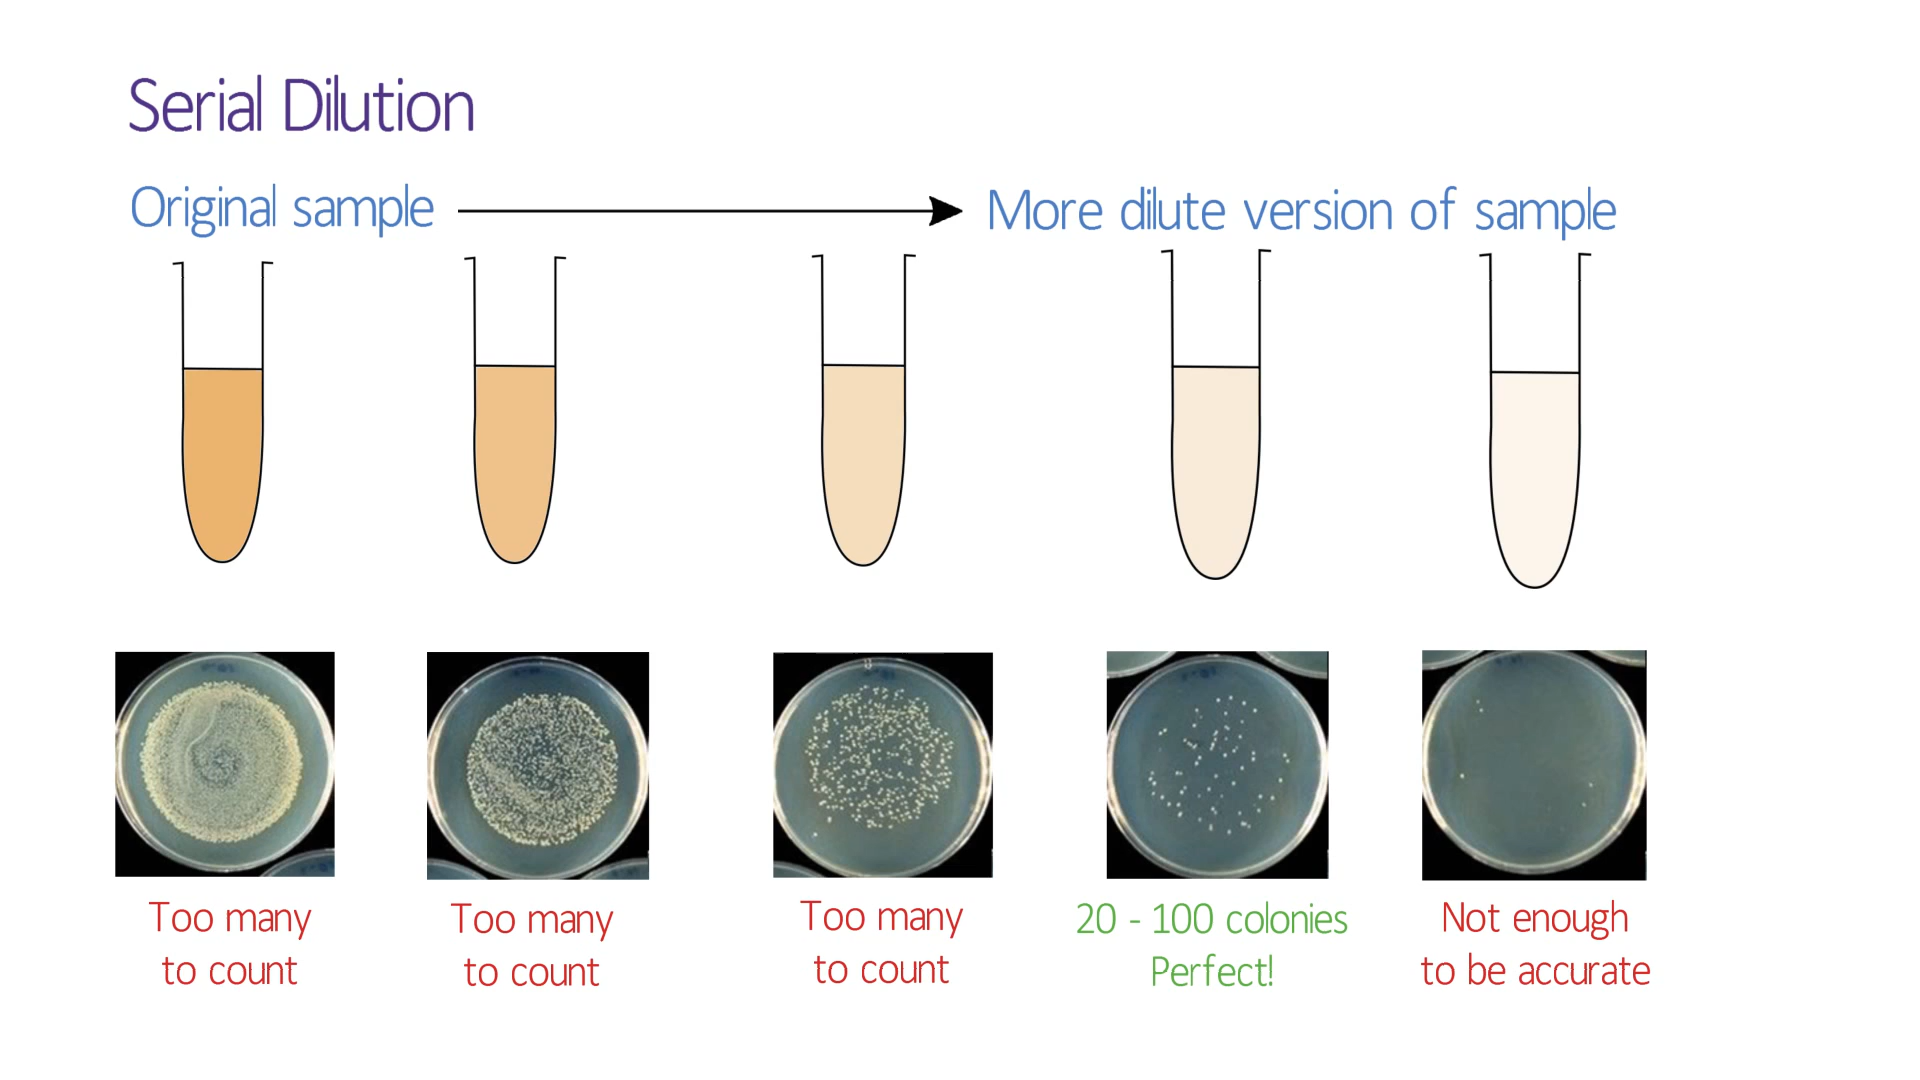 Serial Dilution
Original sample
More dilute version of sample
Too many
to count
Too many
to count
Too many
to count
20 - 100 colonies
Perfect!
Not enough
to be accurate